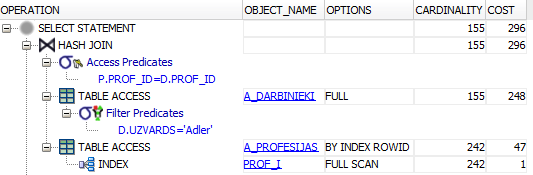 OPERATION OBJECT_NAME OPTIONS CARDINALITY COST
SELECT STATEMENT 155 296
HASH JOIN 155 296
Access Predicates
P.PROF_ID=D.PROF_ID
TABLE ACCESS A_DARBINIEKI FULL 155 248
Filter Predicates
D.UZVARDS='Adler'
TABLE ACCESS A_PROFESIJAS BY INDEX ROWID 242 47
INDEX PROF_I FULL SCAN 242 1